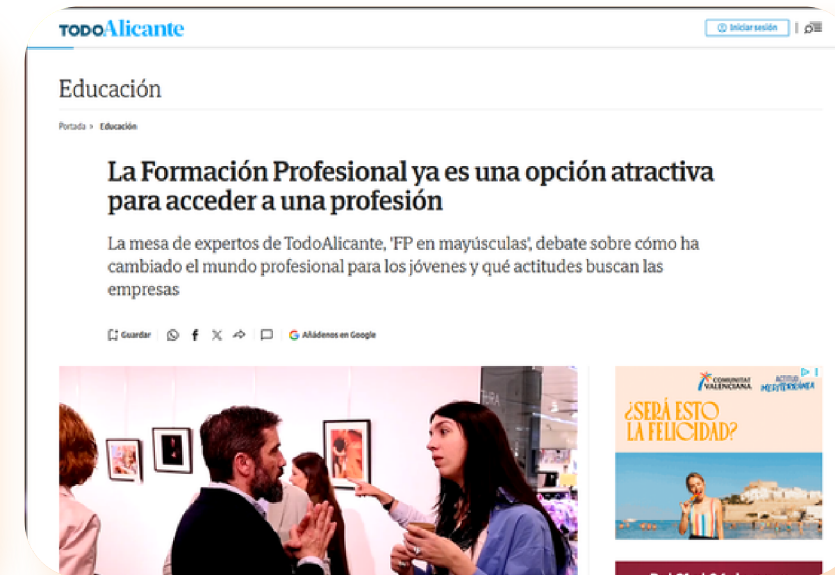 TODOAlicante
Iniciar sesión
Educación
Portada > Educación
La Formación Profesional ya es una opción atractiva
para acceder a una profesión
La mesa de expertos de TodoAlicante, 'FP en mayúsculas', debate sobre cómo ha
cambiado el mundo profesional para los jóvenes y qué actitudes buscan las
empresas
Guardar
Añádenos en Google
COMUNITAT
VALENCIANA
ACTITUD
MEDITERRÁNEA
¿SERÁ ESTO
LA FELICIDAD?